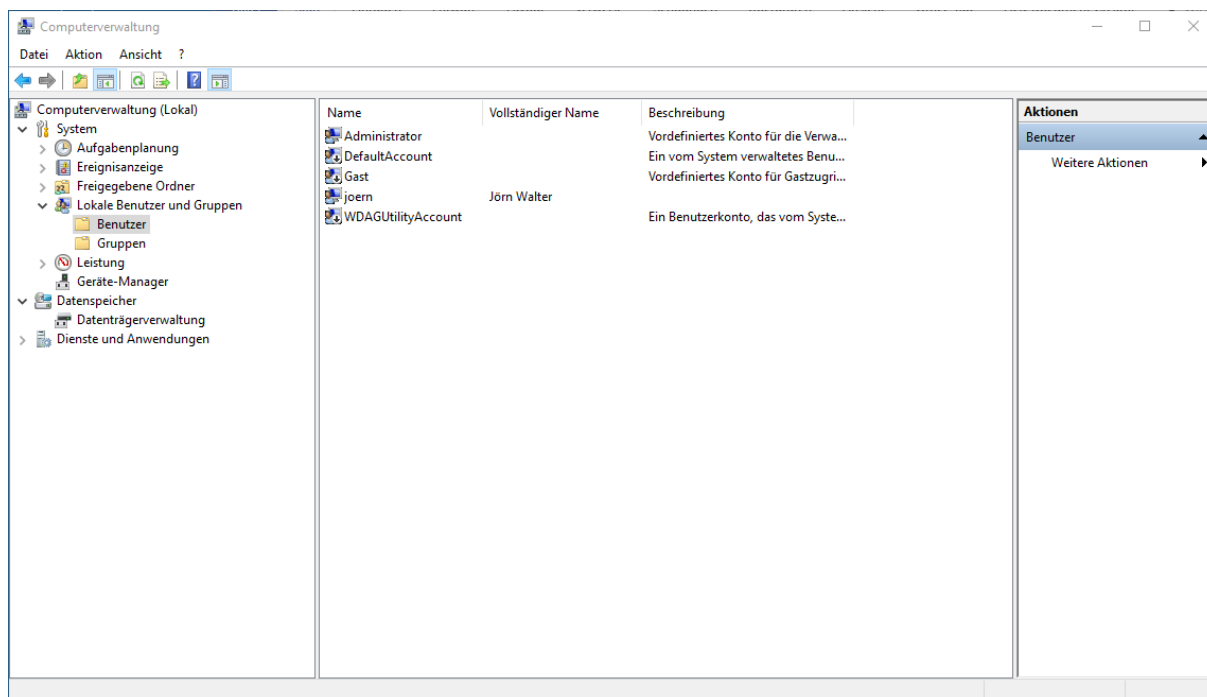 Computerverwaltung
Datei Aktion Ansicht ?
Computerverwaltung (Lokal)
System
Aufgabenplanung
Ereignisanzeige
Freigegebene Ordner
Lokale Benutzer und Gruppen
Benutzer
Gruppen
Leistung
Geräte-Manager
Datenspeicher
Datenträgerverwaltung
Dienste und Anwendungen
Name Vollständiger Name Beschreibung
Administrator Vordefiniertes Konto für die Verwa...
DefaultAccount Ein vom System verwaltetes Benu...
Gast Vordefiniertes Konto für Gastzugri...
joern Jörn Walter
WDAGUtilityAccount Ein Benutzerkonto, das vom Syste...
Aktionen
Benutzer
Weitere Aktionen